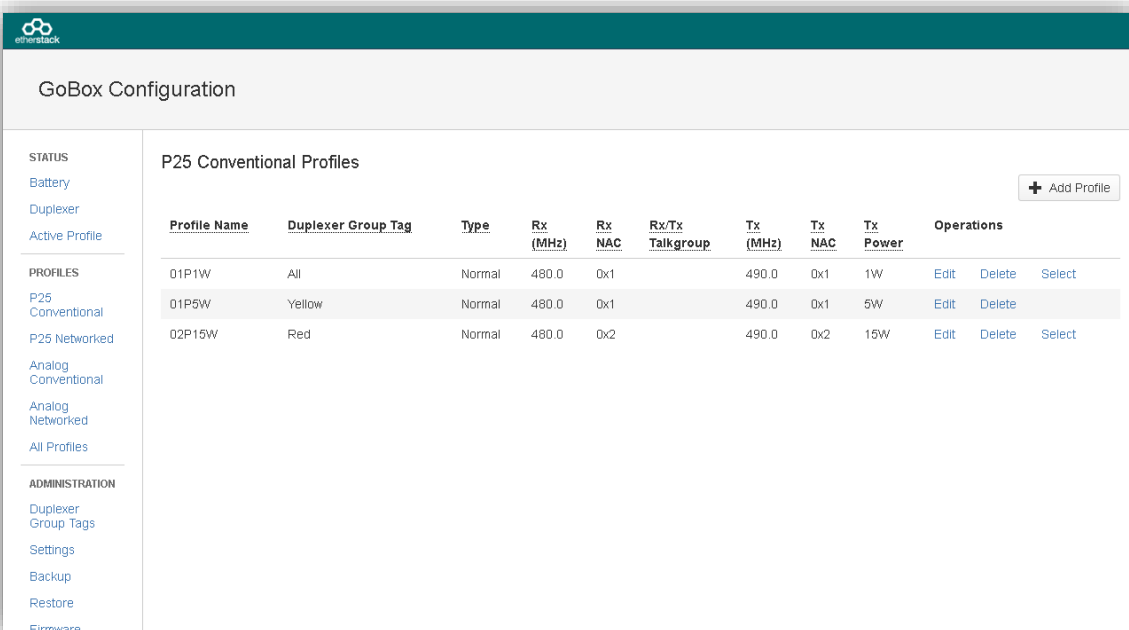 etherstack
GoBox Configuration
STATUS
Battery
Duplexer
Active Profile
PROFILES
P25
Conventional
P25 Networked
Analog
Conventional
Analog
Networked
All Profiles
ADMINISTRATION
Duplexer
Group Tags
Settings
Backup
Restore
Firmware
P25 Conventional Profiles
Add Profile
Profile Name Duplexer Group Tag Type Rx (MHz) Rx NAC Rx/Tx Talkgroup Tx (MHz) Tx NAC Tx Power Operations
01P1W All Normal 480.0 0x1 490.0 0x1 1W Edit Delete Select
01P5W Yellow Normal 480.0 0x1 490.0 0x1 5W Edit Delete
02P15W Red Normal 480.0 0x2 490.0 0x2 15W Edit Delete Select